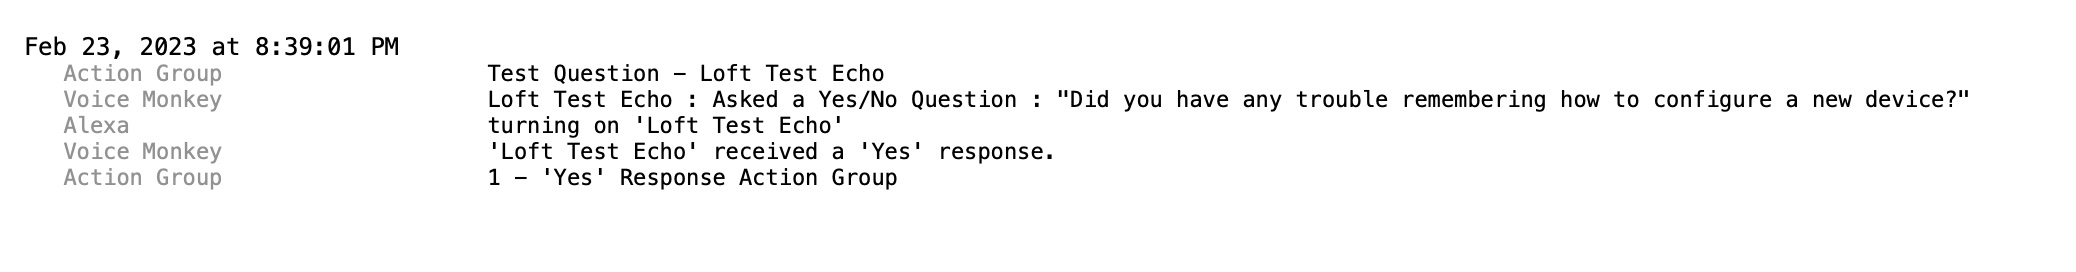 Feb 23, 2023 at 8:39:01 PM
Action Group Test Question – Loft Test Echo
Voice Monkey Loft Test Echo : Asked a Yes/No Question : "Did you have any trouble remembering how to configure a new device?"
Alexa turning on 'Loft Test Echo'
Voice Monkey 'Loft Test Echo' received a 'Yes' response.
Action Group 1 – 'Yes' Response Action Group